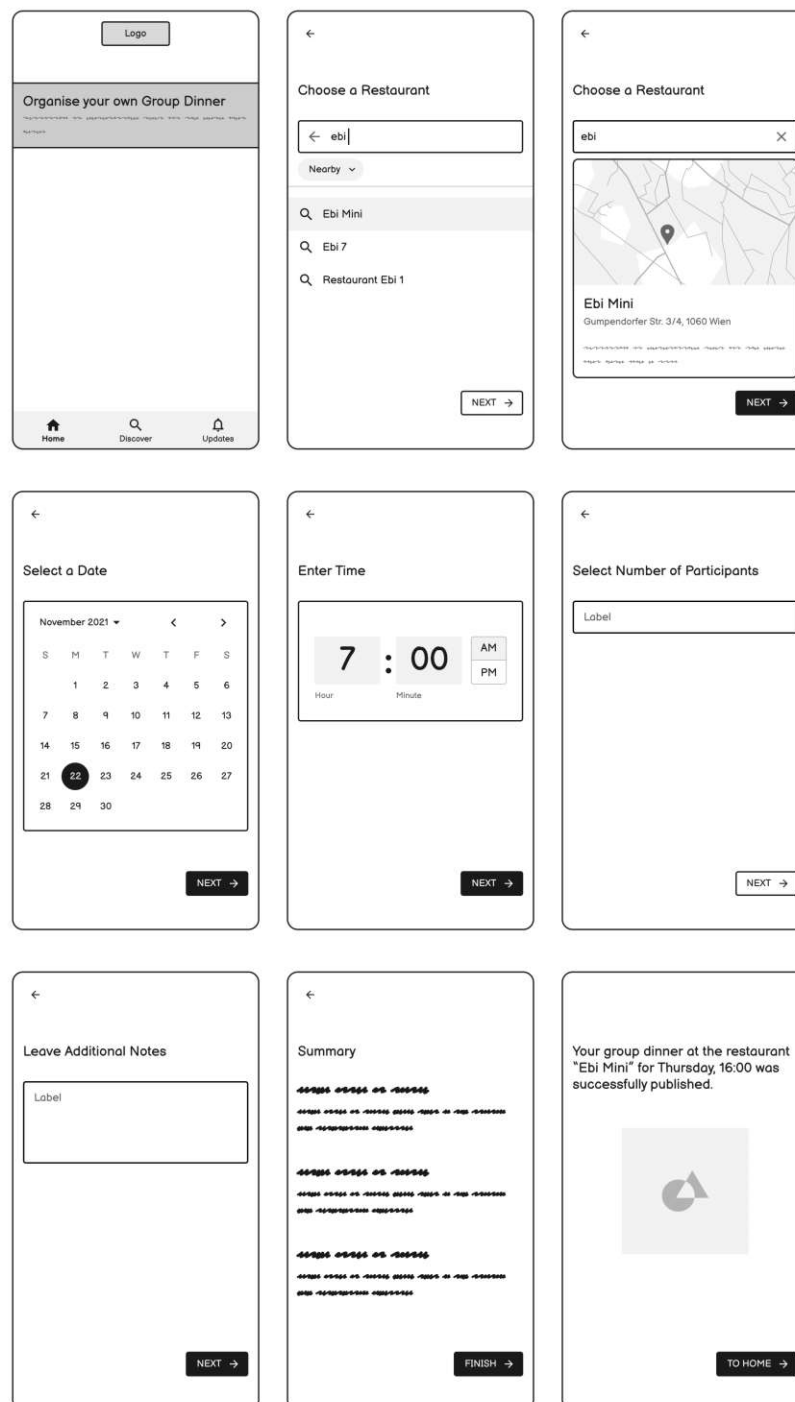 Logo
Organise your own Group Dinner
Home
Discover
Updates
Choose a Restaurant
ebi
Nearby
Ebi Mini
Ebi 7
Restaurant Ebi 1
NEXT
Choose a Restaurant
ebi
Ebi Mini
Gumpendorfer Str. 3/4, 1060 Wien
NEXT
Select a Date
November 2021
S M T W T F S
1 2 3 4 5 6
7 8 9 10 11 12 13
14 15 16 17 18 19 20
21 22 23 24 25 26 27
28 29 30
NEXT
Enter Time
7 : 00
AM
PM
Hour Minute
NEXT
Select Number of Participants
Label
NEXT
Leave Additional Notes
Label
NEXT
Summary
FINISH
Your group dinner at the restaurant
"Ebi Mini" for Thursday, 16:00 was
successfully published.
TO HOME